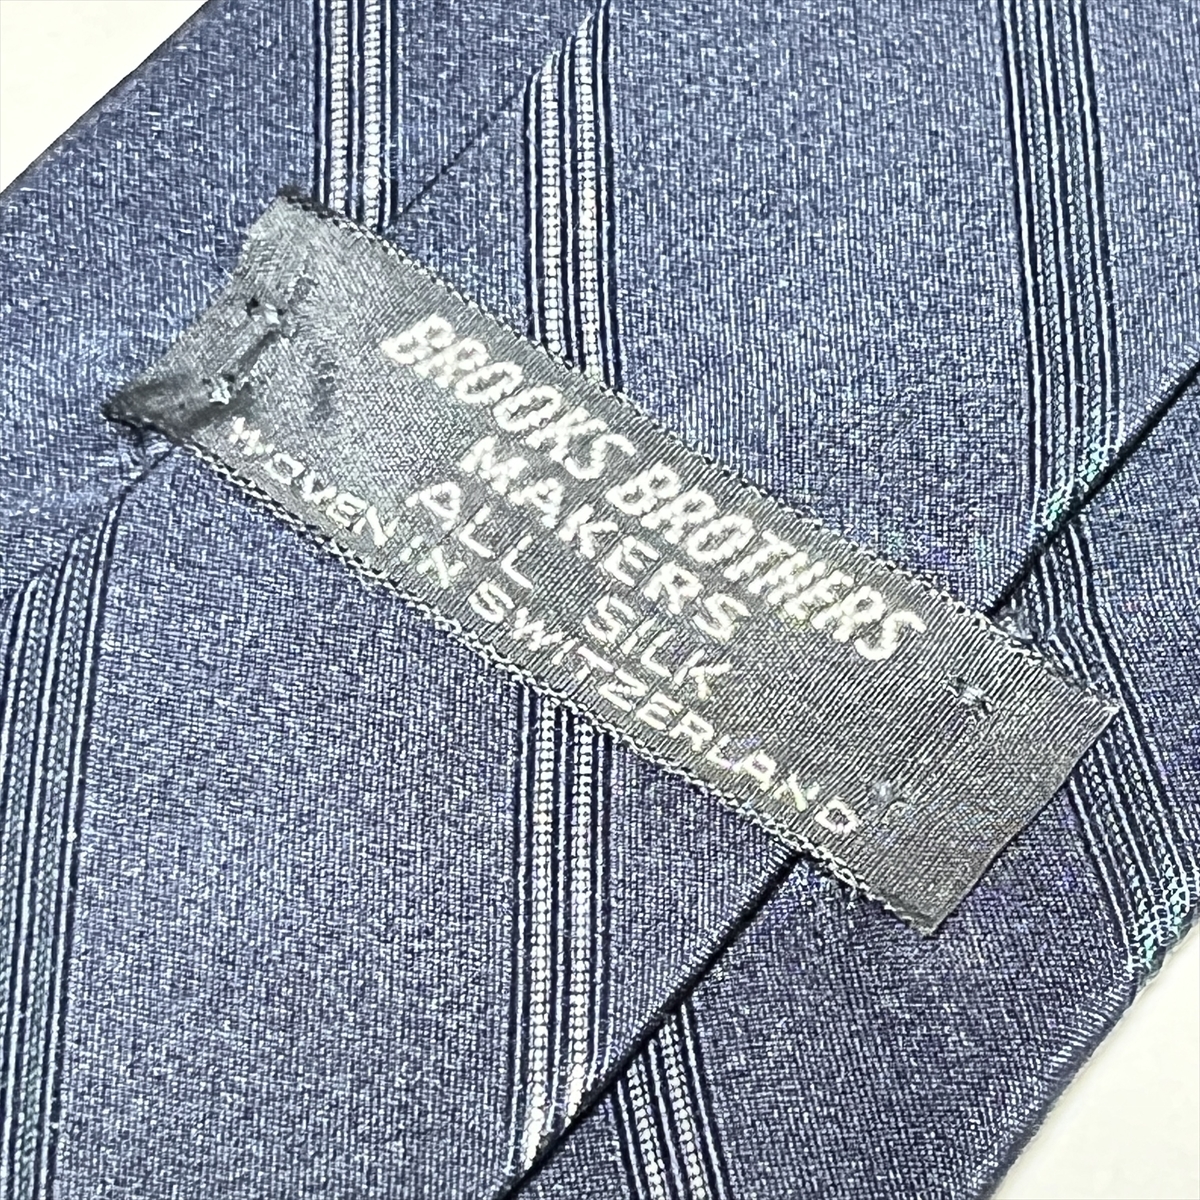 BROOKS BROTHERS
MAKERS
ALL SILK
WOVEN IN SWITZERLAND